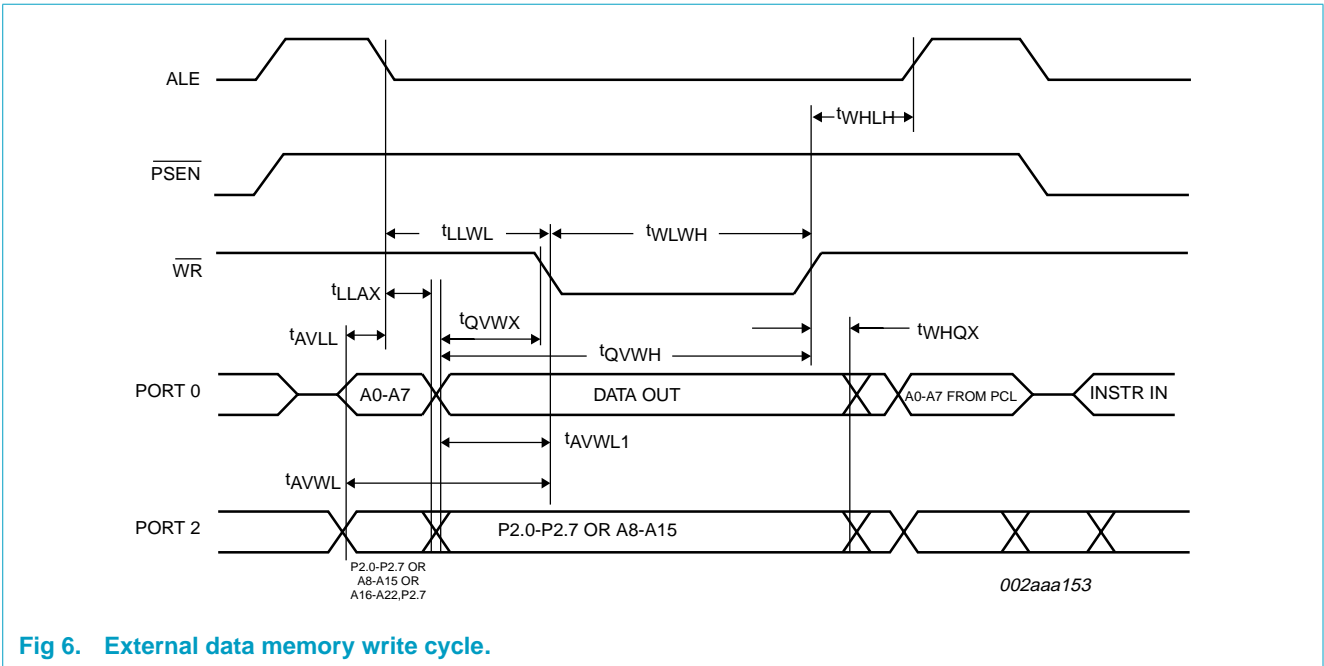 ALE
tWHLH
PSEN
tLLWL
tWLWH
WR
tLLAX
tQVWX
tWHQX
tAVLL
tQVWH
PORT 0
A0-A7
DATA OUT
A0-A7 FROM PCL
INSTR IN
tAVWL1
tAVWL
PORT 2
P2.0-P2.7 OR A8-A15
P2.0-P2.7 OR
A8-A15 OR
A16-A22,P2.7
002aaa153
Fig 6. External data memory write cycle.